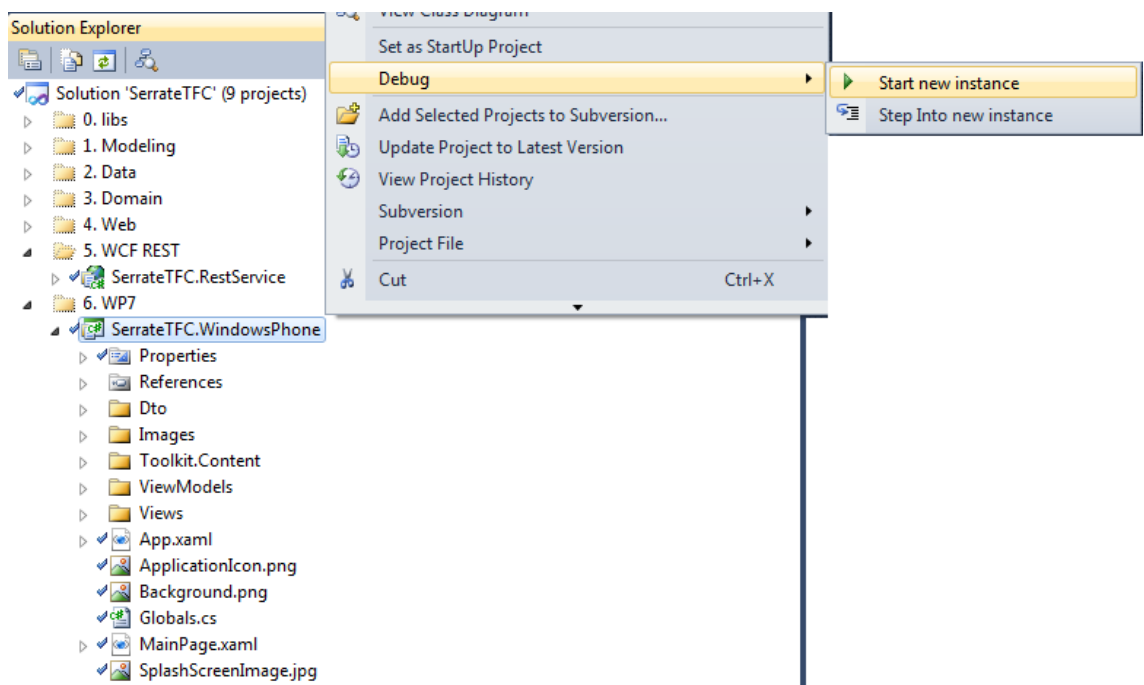 View Class Diagram
Solution Explorer
Set as StartUp Project
Debug
Start new instance
Solution 'SerrateTFC' (9 projects)
Add Selected Projects to Subversion...
Step Into new instance
0. libs
1. Modeling
Update Project to Latest Version
2. Data
View Project History
3. Domain
Subversion
4. Web
Project File
5. WCF REST
SerrateTFC.RestService
Cut Ctrl+X
6. WP7
SerrateTFC.WindowsPhone
Properties
References
Dto
Images
Toolkit.Content
ViewModels
Views
App.xaml
ApplicationIcon.png
Background.png
Globals.cs
MainPage.xaml
SplashScreenImage.jpg